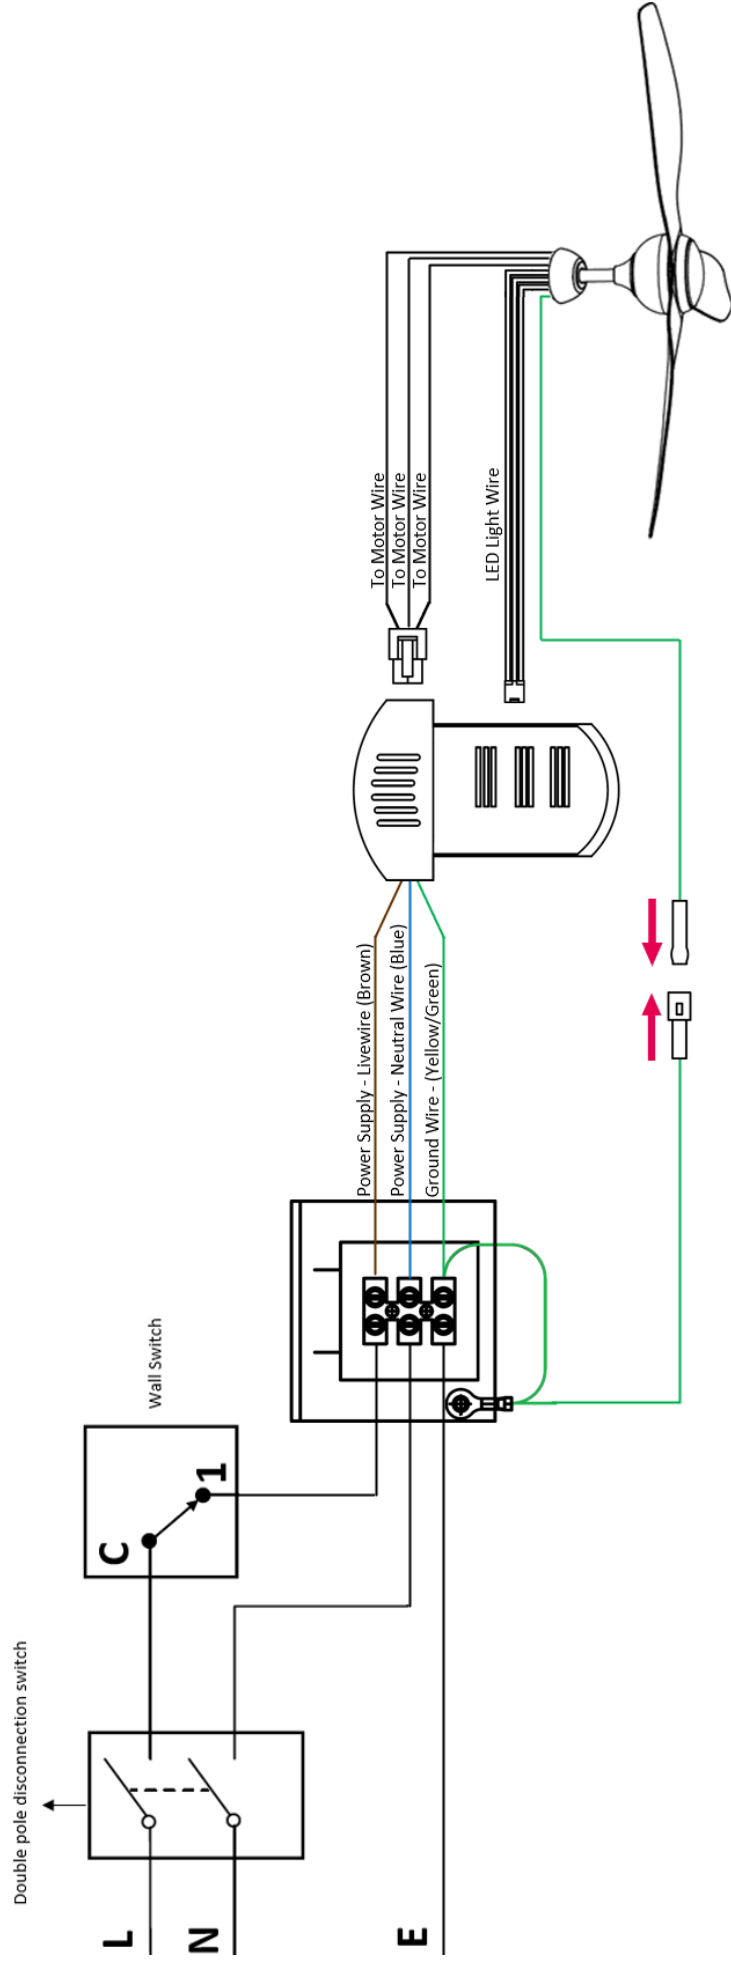 Double pole disconnection switch
L
N
E
C
1
Wall Switch
Power Supply - Livewire (Brown)
Power Supply - Neutral Wire (Blue)
Ground Wire - (Yellow/Green)
To Motor Wire
To Motor Wire
To Motor Wire
LED Light Wire